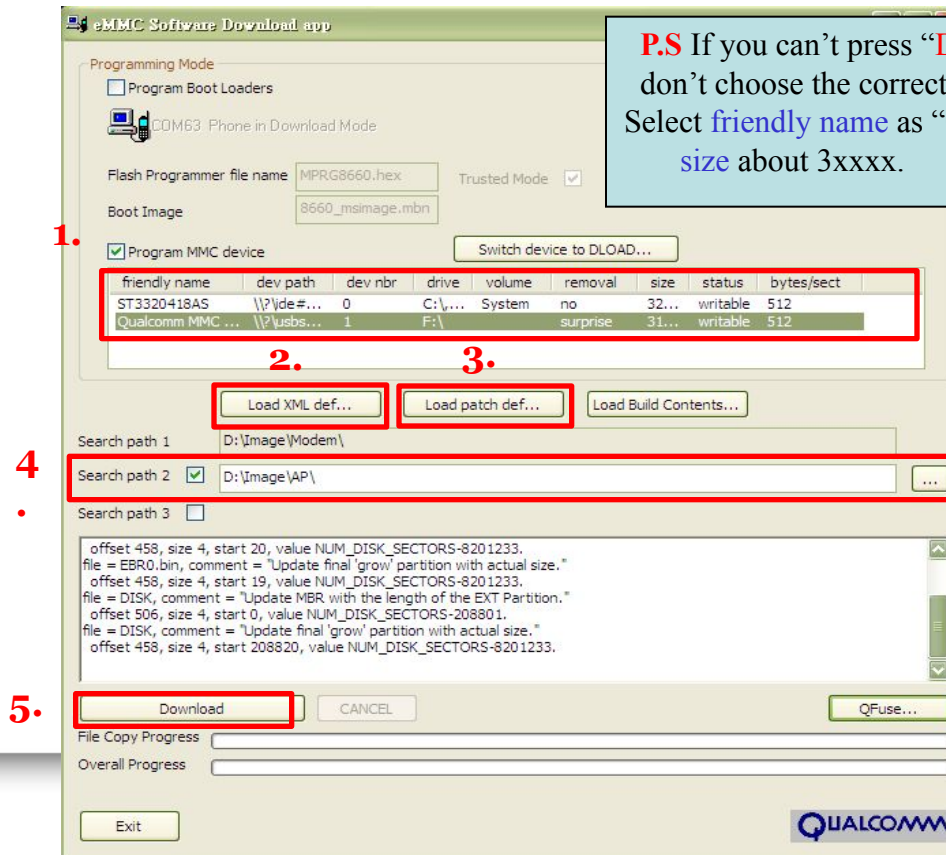 eMMC Software Download app
P.S If you can't press “
don't choose the correct
Select friendly name as “
size about 3xxxx.
Programming Mode
Program Boot Loaders
COM63 Phone in Download Mode
Flash Programmer file name MPRG8660.hex Trusted Mode
Boot Image 8660_msimage.mbn
1.
Program MMC device Switch device to DLOAD...
friendly name dev path dev nbr drive volume removal size status bytes/sect
ST3320418AS \\?\ide#... 0 C:\,... System no 32... writable 512
Qualcomm MMC ... \\?\usbs... 1 F:\ surprise 31... writable 512
2. 3.
Load XML def... Load patch def... Load Build Contents...
Search path 1 D:\Image\Modem\
4.
Search path 2 D:\Image\AP\ ...
Search path 3
offset 458, size 4, start 20, value NUM_DISK_SECTORS-8201233.
file = EBR0.bin, comment = "Update final 'grow' partition with actual size."
offset 458, size 4, start 19, value NUM_DISK_SECTORS-8201233.
file = DISK, comment = "Update MBR with the length of the EXT Partition."
offset 506, size 4, start 0, value NUM_DISK_SECTORS-208801.
file = DISK, comment = "Update final 'grow' partition with actual size."
offset 458, size 4, start 208820, value NUM_DISK_SECTORS-8201233.
5.
Download CANCEL QFuse...
File Copy Progress
Overall Progress
Exit
QUALCOMM